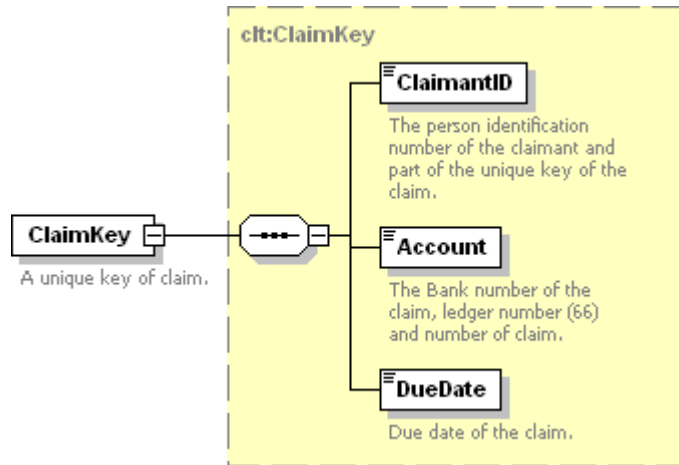 clt:ClaimKey
ClaimantID
The person identification
number of the claimant and
part of the unique key of the
claim.
ClaimKey
A unique key of claim.
Account
The Bank number of the
claim, ledger number (66)
and number of claim.
DueDate
Due date of the claim.